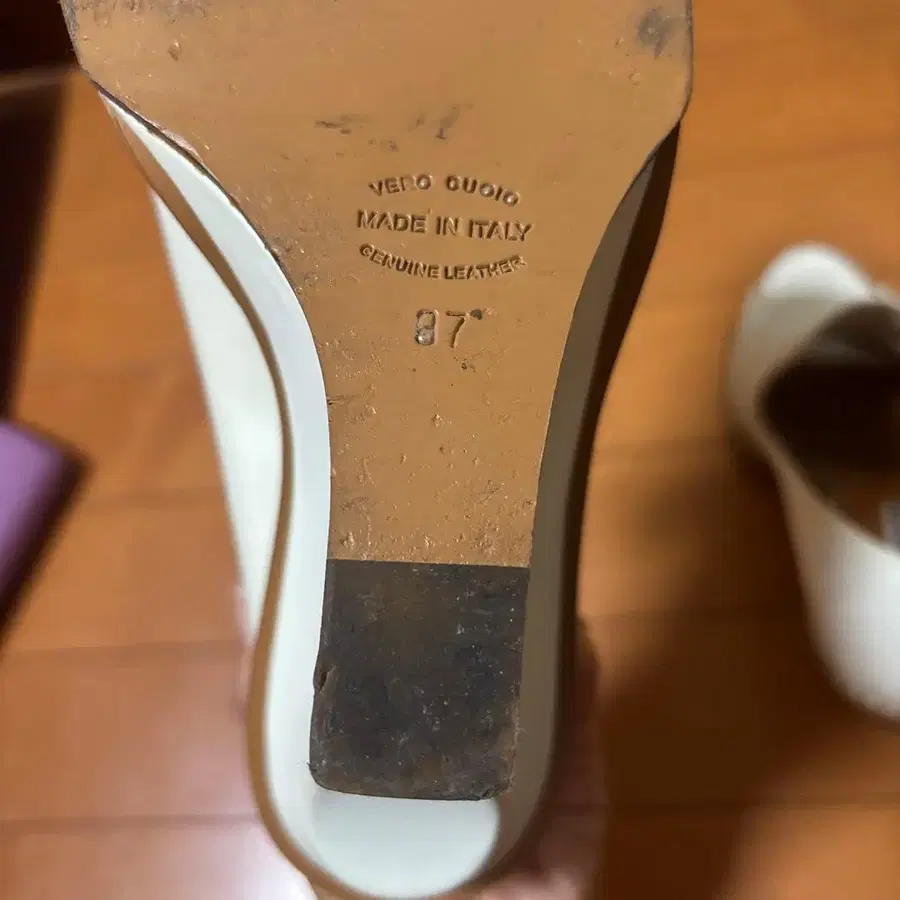 VERO CUOIO
MADE IN ITALY
GENUINE LEATHER
37